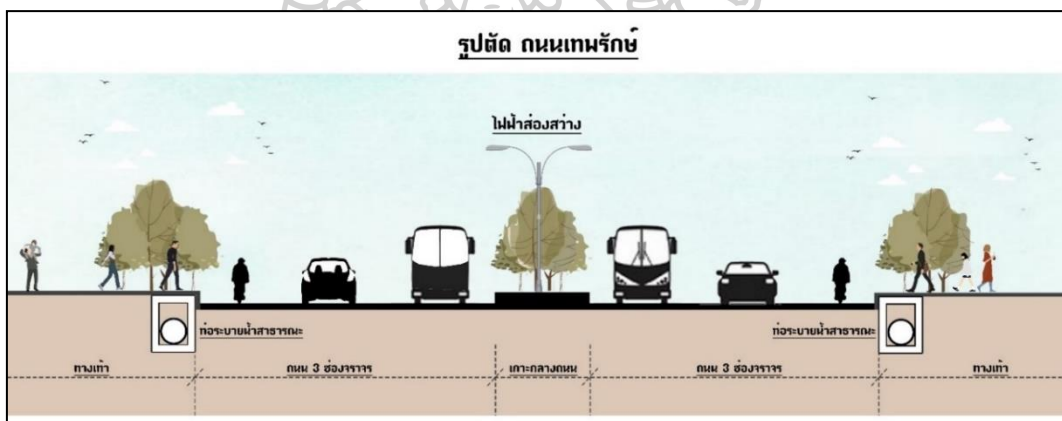 รูปตัด ถนนเทพรักษ์
ไฟฟ้าส่องสว่าง
ท่อระบายน้ำสาธารณะ
ท่อระบายน้ำสาธารณะ
ทางเท้า
ถนน 3 ช่องจราจร
เกาะกลางถนน
ถนน 3 ช่องจราจร
ทางเท้า